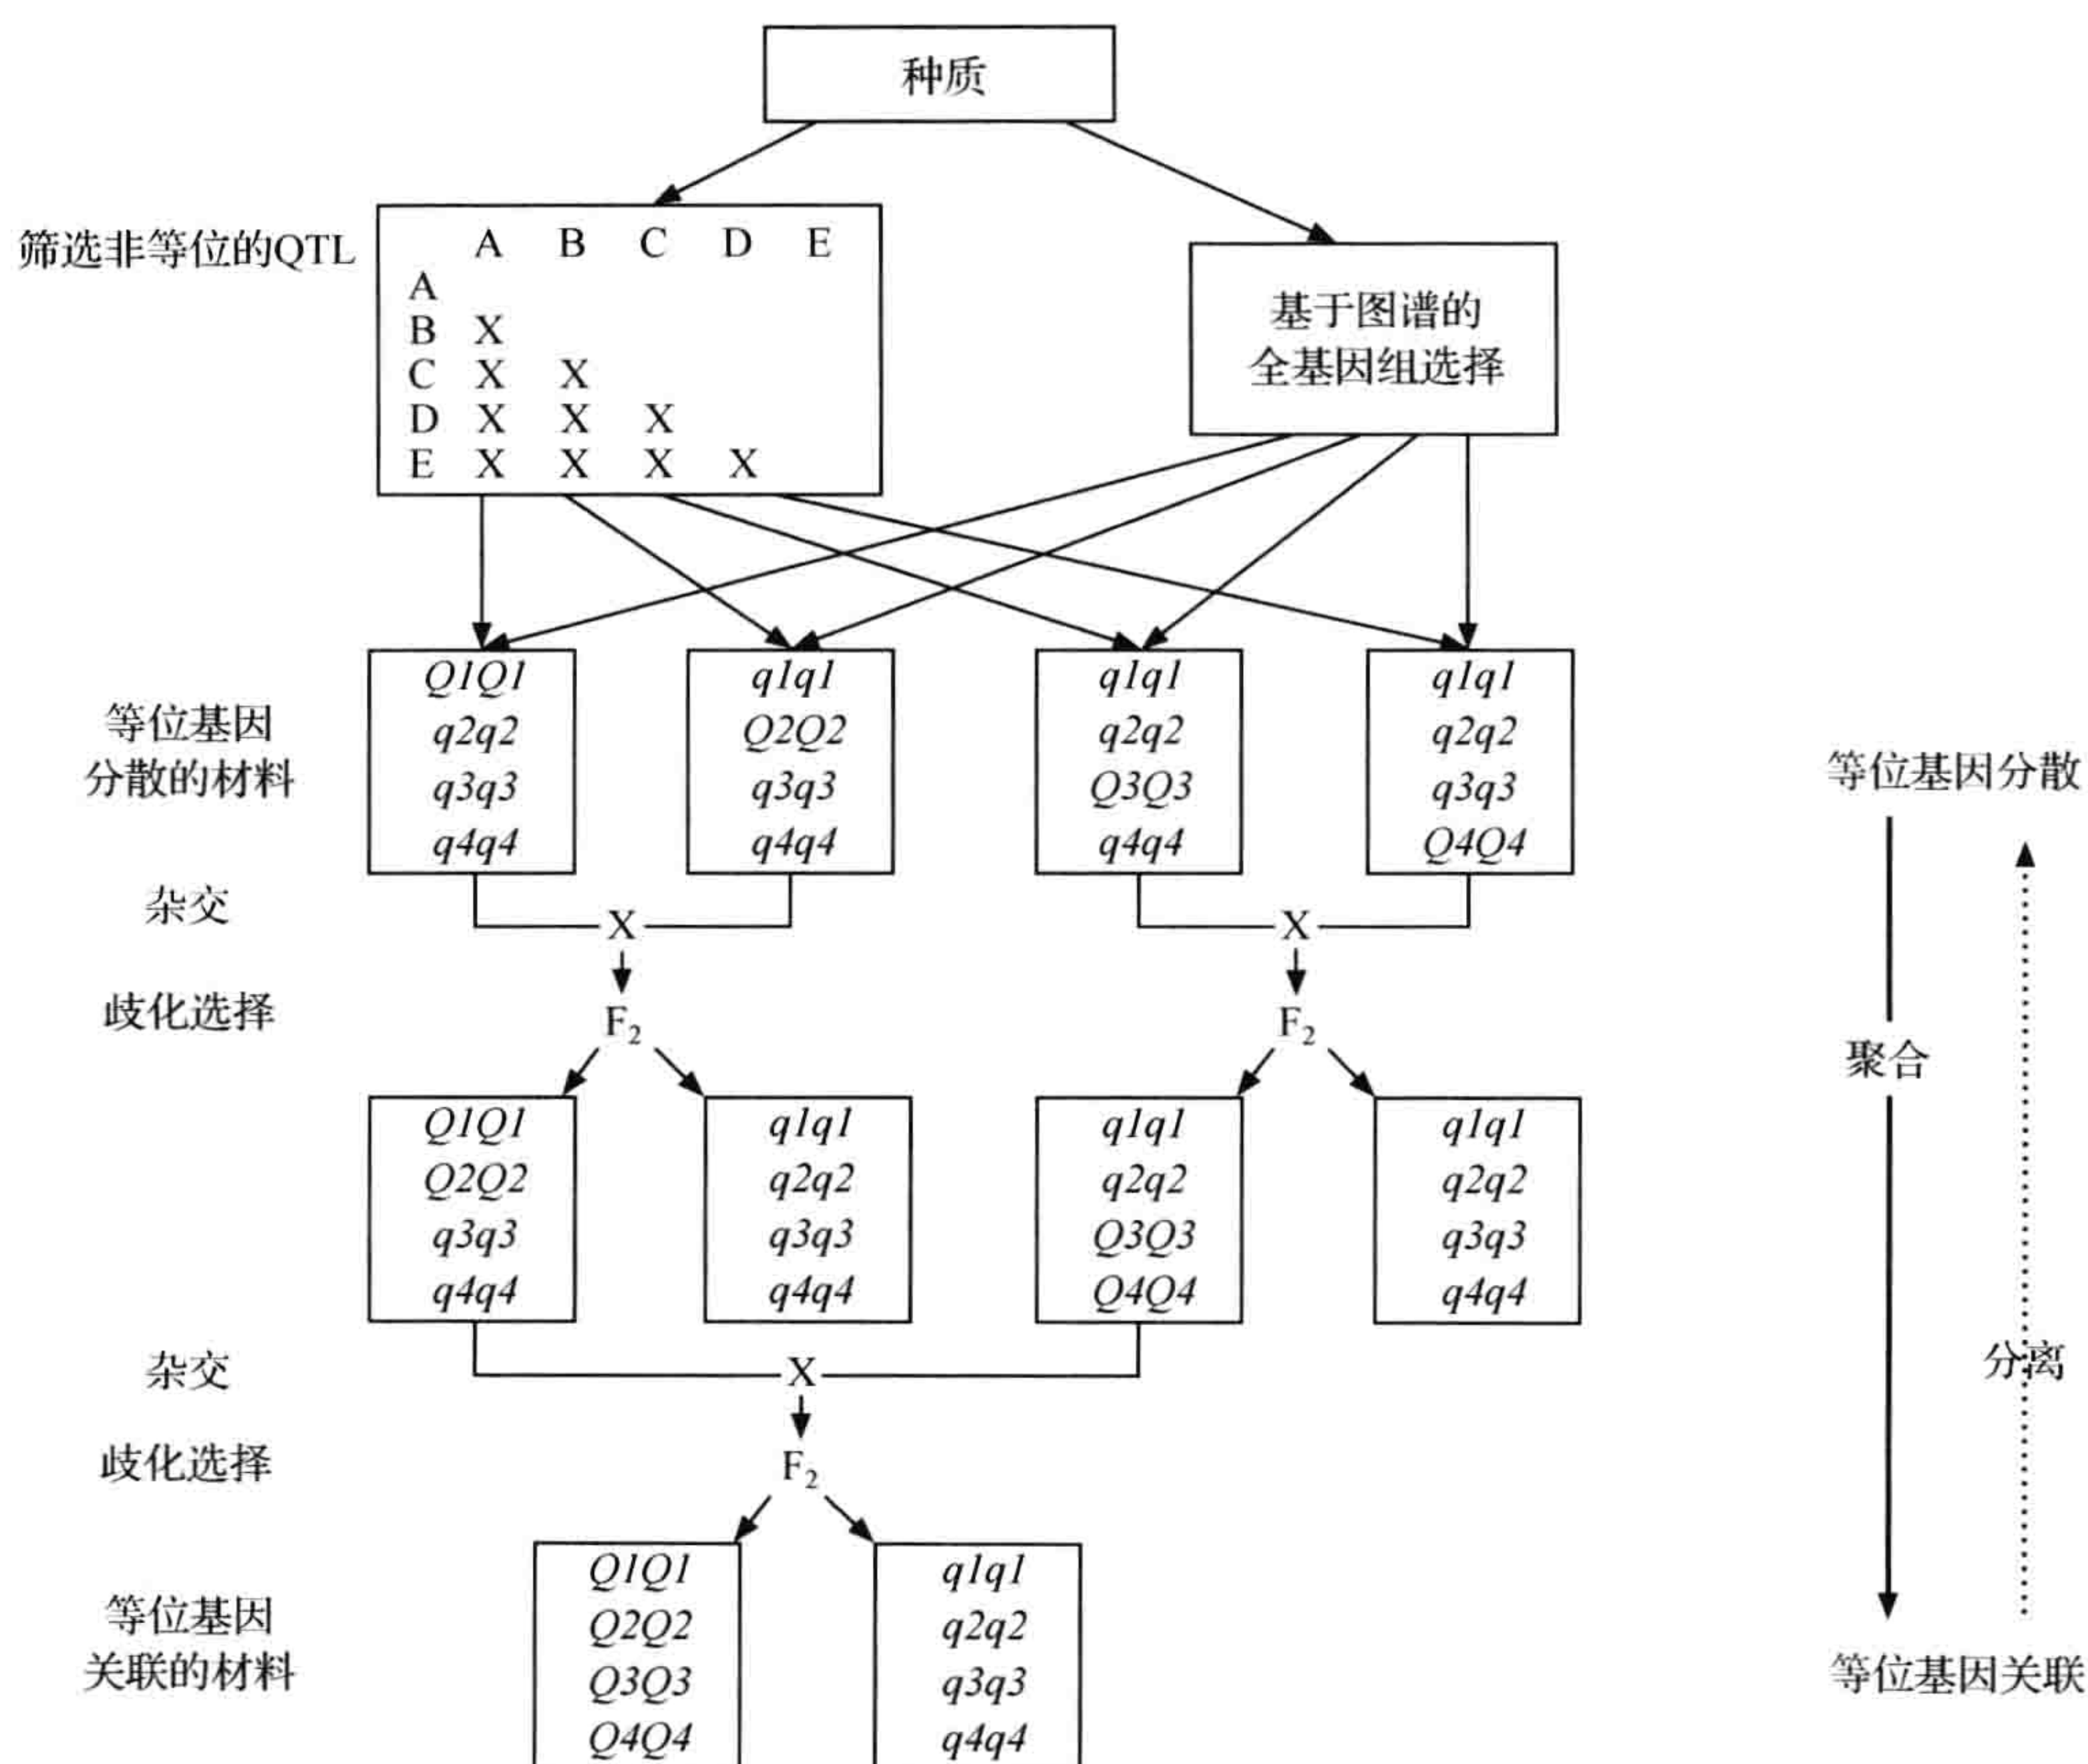 种质
筛选非等位的QTL
A B C D E
A
B X
C X X
D X X X
E X X X X
基于图谱的
全基因组选择
等位基因
分散的材料
Q1Q1
q2q2
q3q3
q4q4
q1q1
Q2Q2
q3q3
q4q4
q1q1
q2q2
Q3Q3
q4q4
q1q1
q2q2
q3q3
Q4Q4
等位基因分散
杂交
X
X
歧化选择
F₂
F₂
聚合
Q1Q1
Q2Q2
q3q3
q4q4
q1q1
q2q2
q3q3
q4q4
q1q1
q2q2
Q3Q3
Q4Q4
q1q1
q2q2
q3q3
q4q4
杂交
X
分离
歧化选择
F₂
等位基因
关联的材料
Q1Q1
Q2Q2
Q3Q3
Q4Q4
q1q1
q2q2
q3q3
q4q4
等位基因关联